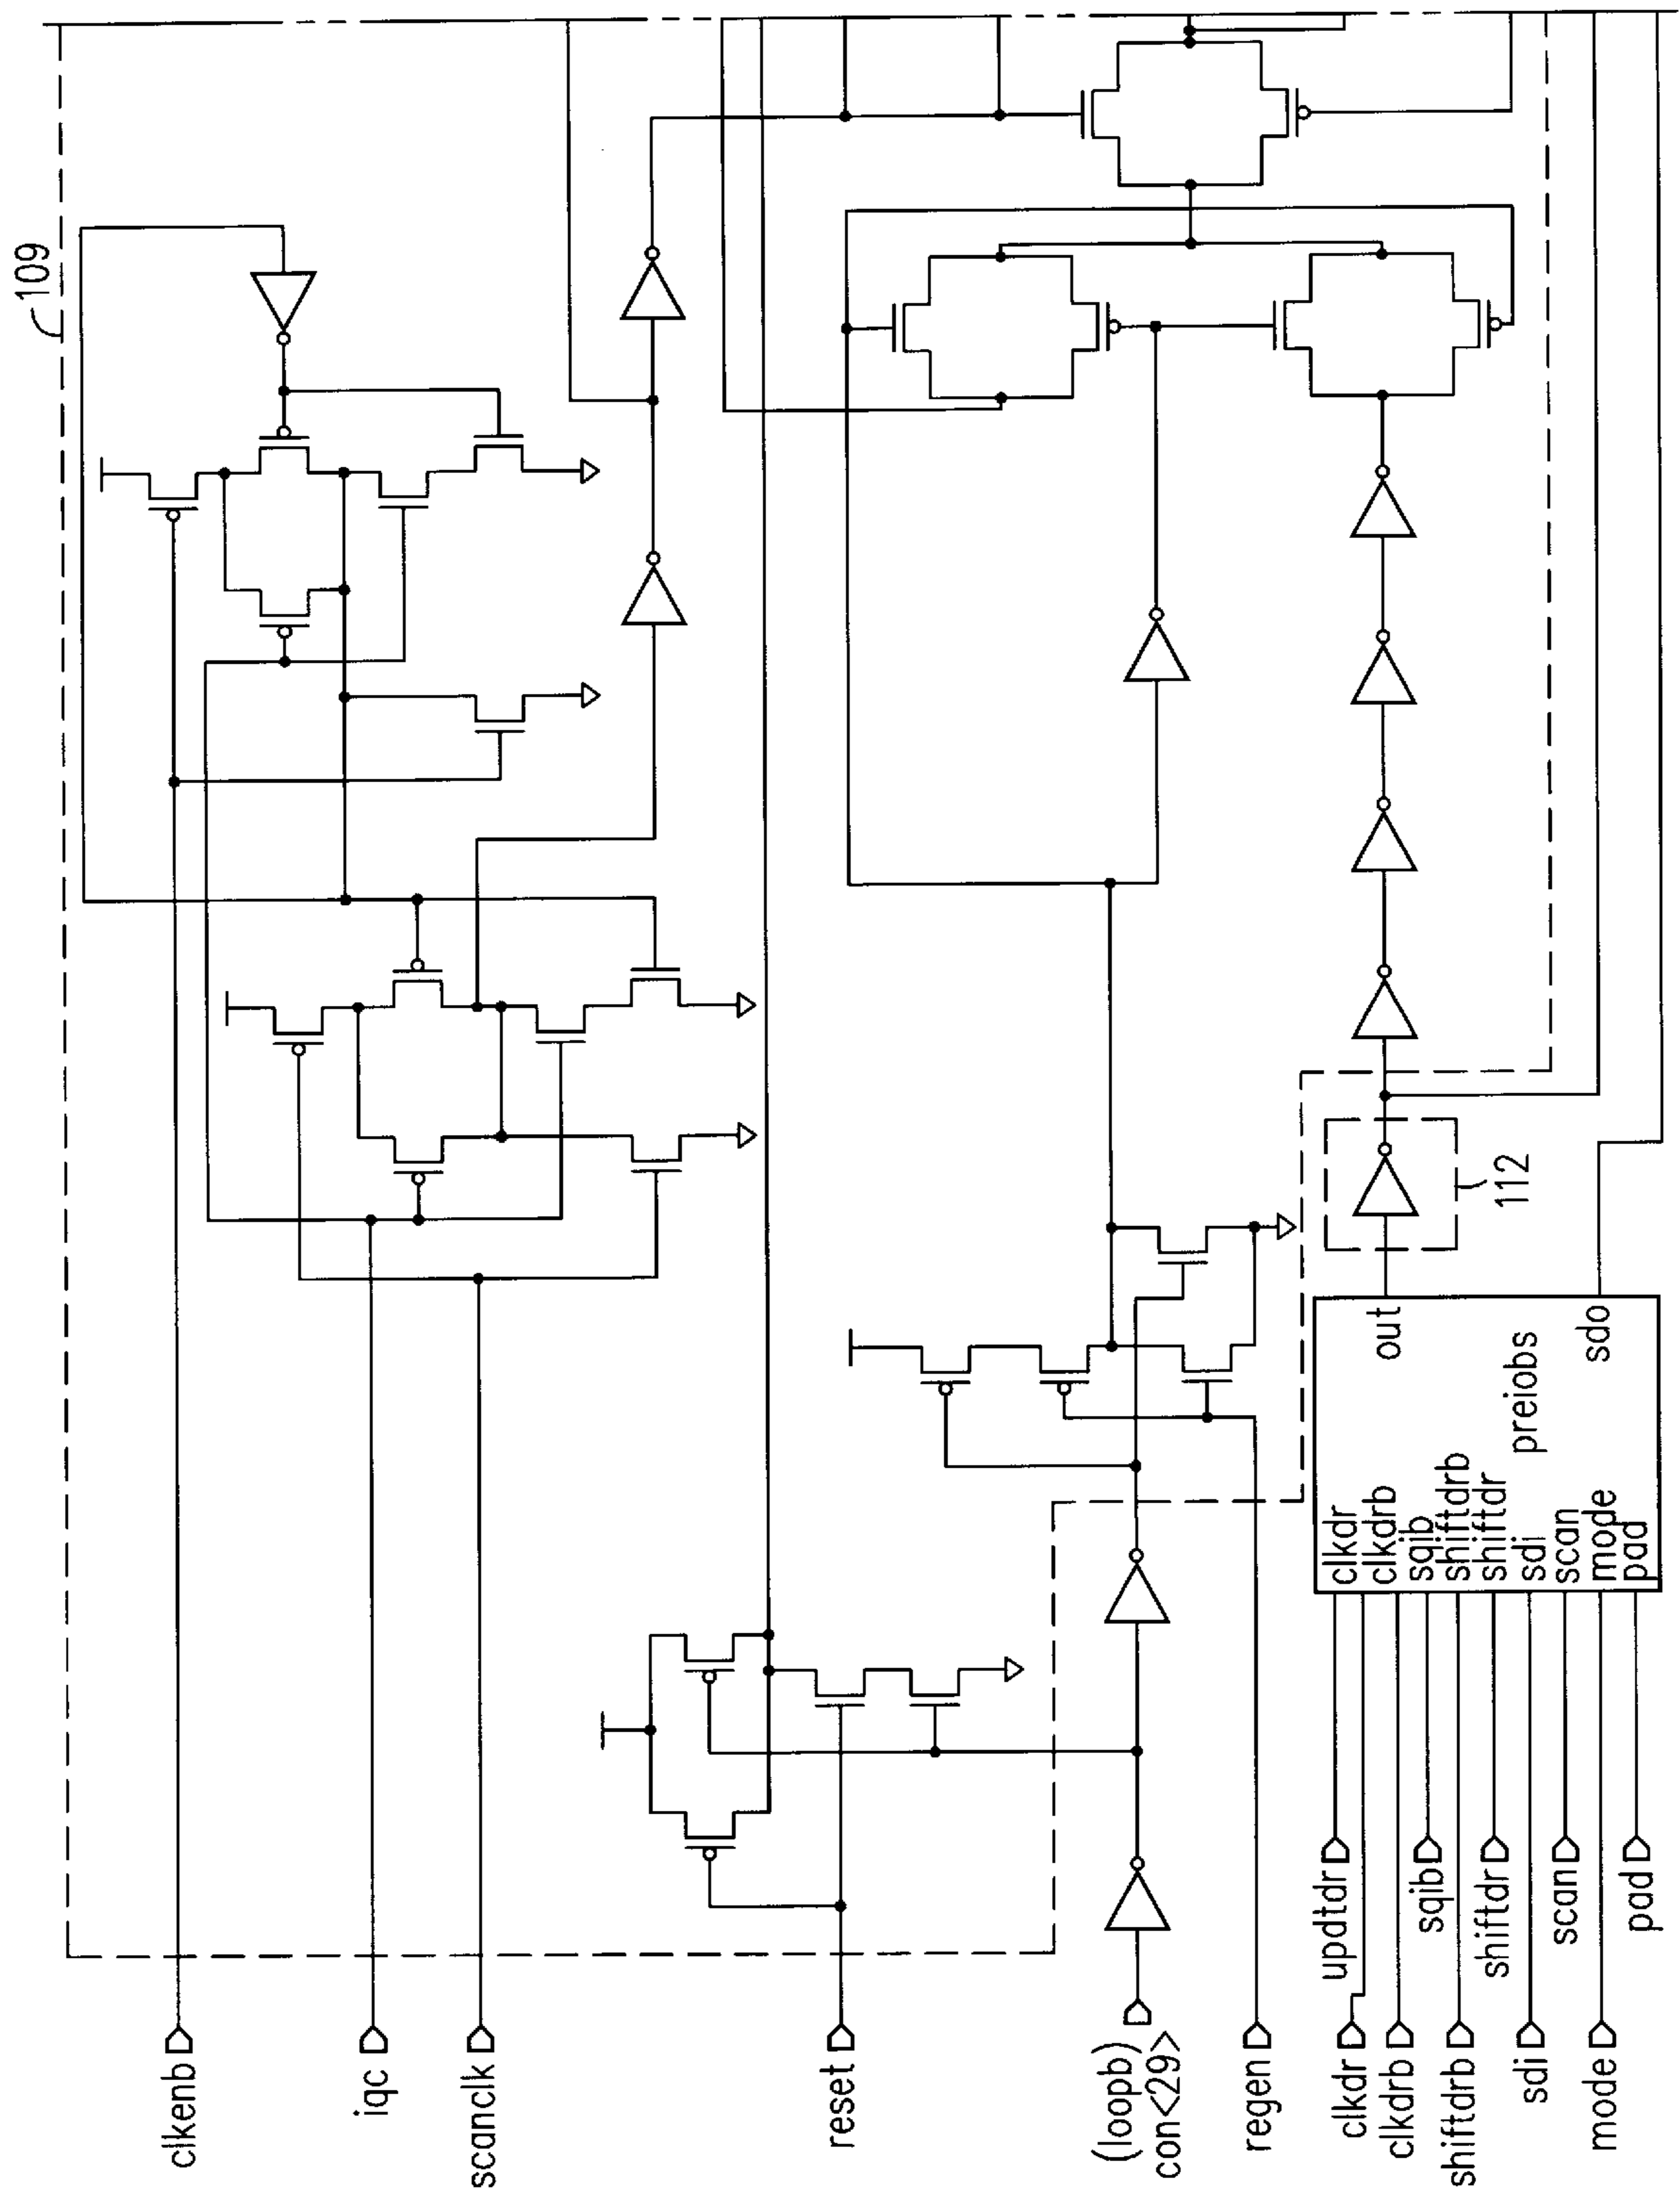 109
clkenb
iqc
scanclk
reset
(loopb)
con<29>
regen
updtdr
clkdr
clkdrb
sqib
shiftdrb
shiftdr
sdi
scan
mode
pad
clkdr
clkdrb
sqib
shiftdrb
shiftdr
sdi
scan
mode
pad
preiobs
out
sdo
112